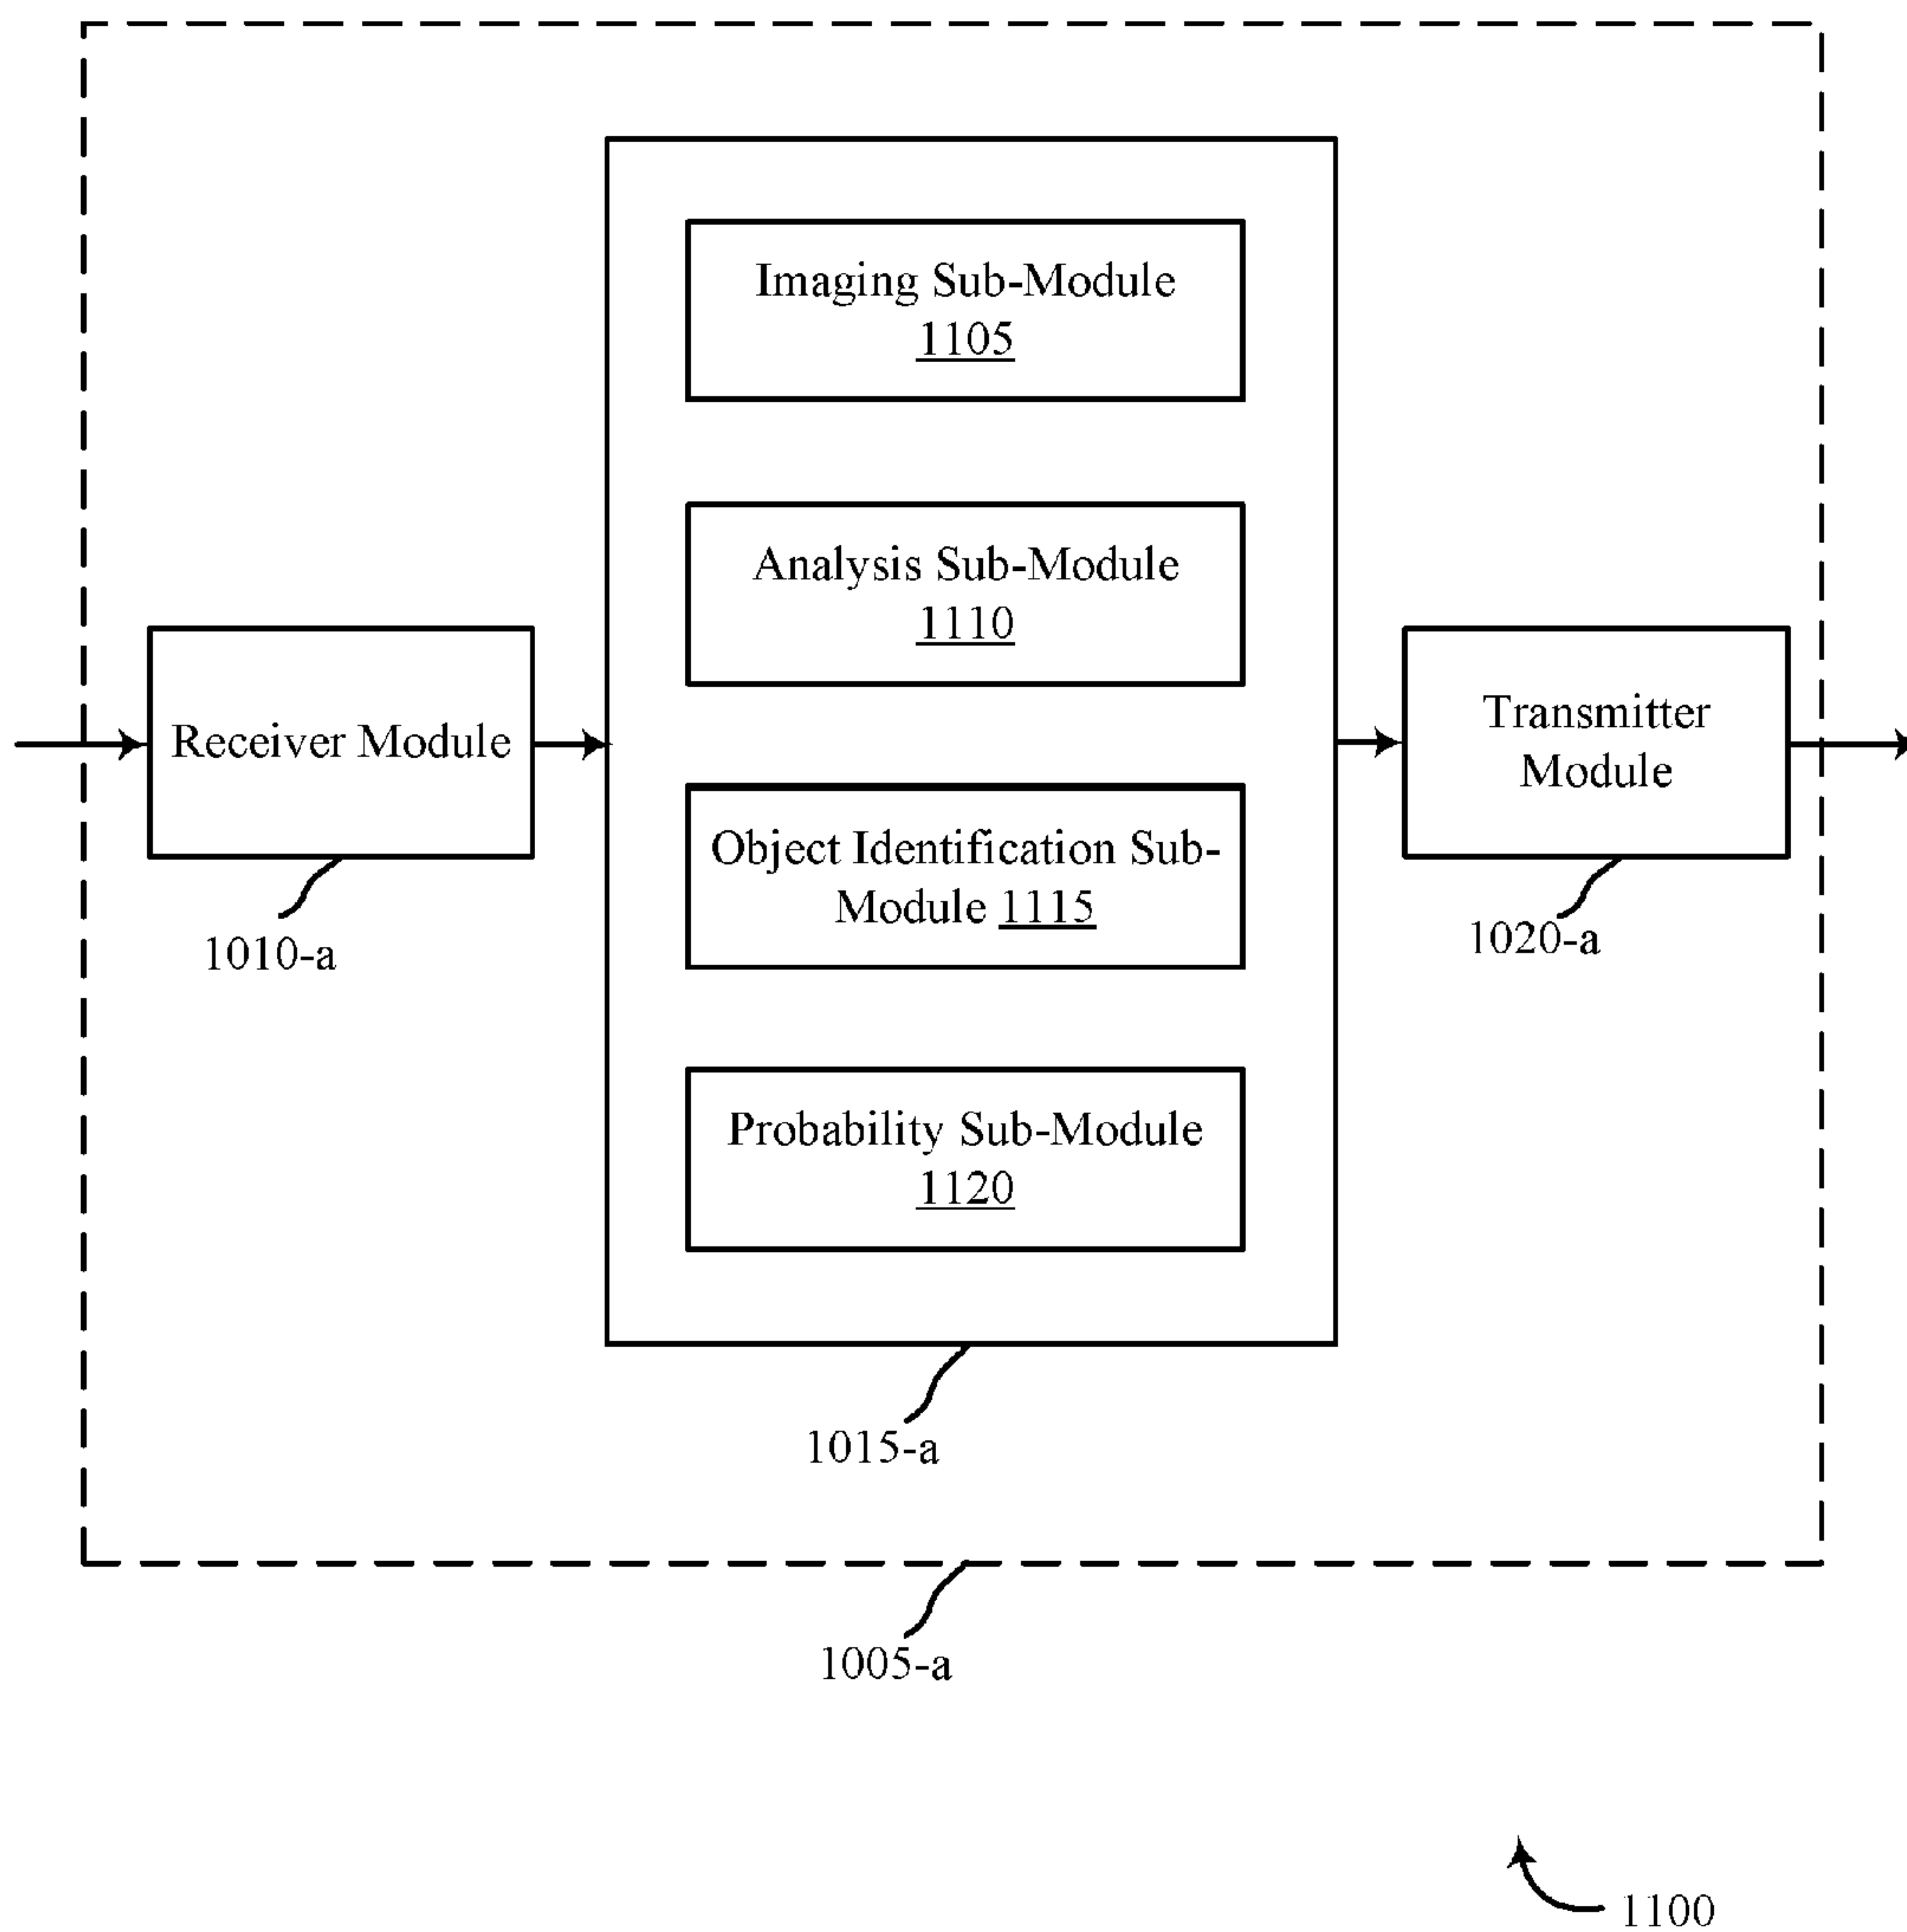 Imaging Sub-Module
1105
Analysis Sub-Module
1110
Receiver Module
Object Identification Sub-
Module 1115
Transmitter
Module
1010-a
1020-a
Probability Sub-Module
1120
1015-a
1005-a
1100